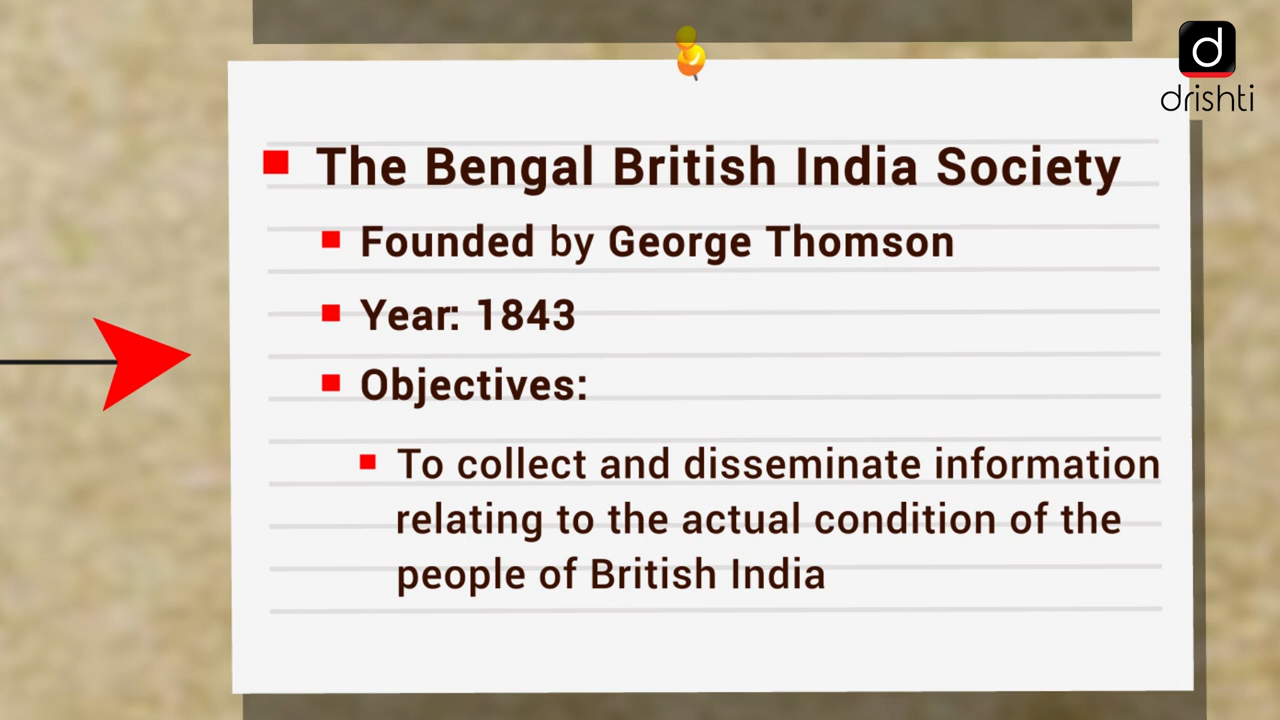 d
drishti
The Bengal British India Society
Founded by George Thomson
Year: 1843
Objectives:
To collect and disseminate information
relating to the actual condition of the
people of British India